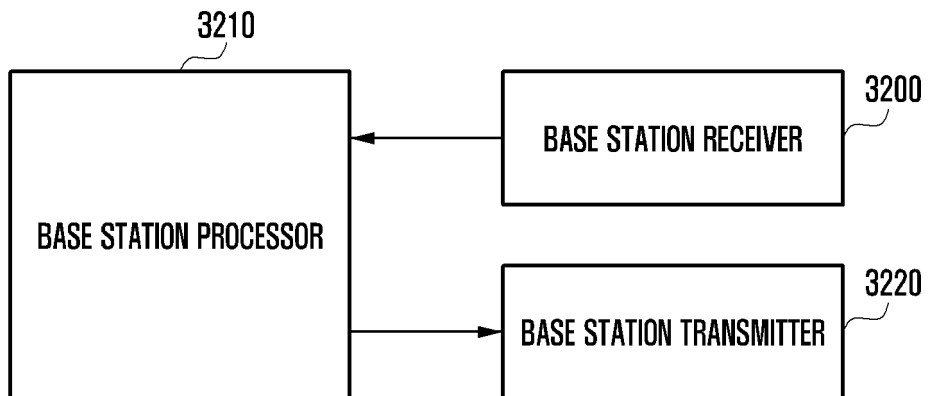 3210
3200
BASE STATION RECEIVER
BASE STATION PROCESSOR
3220
BASE STATION TRANSMITTER